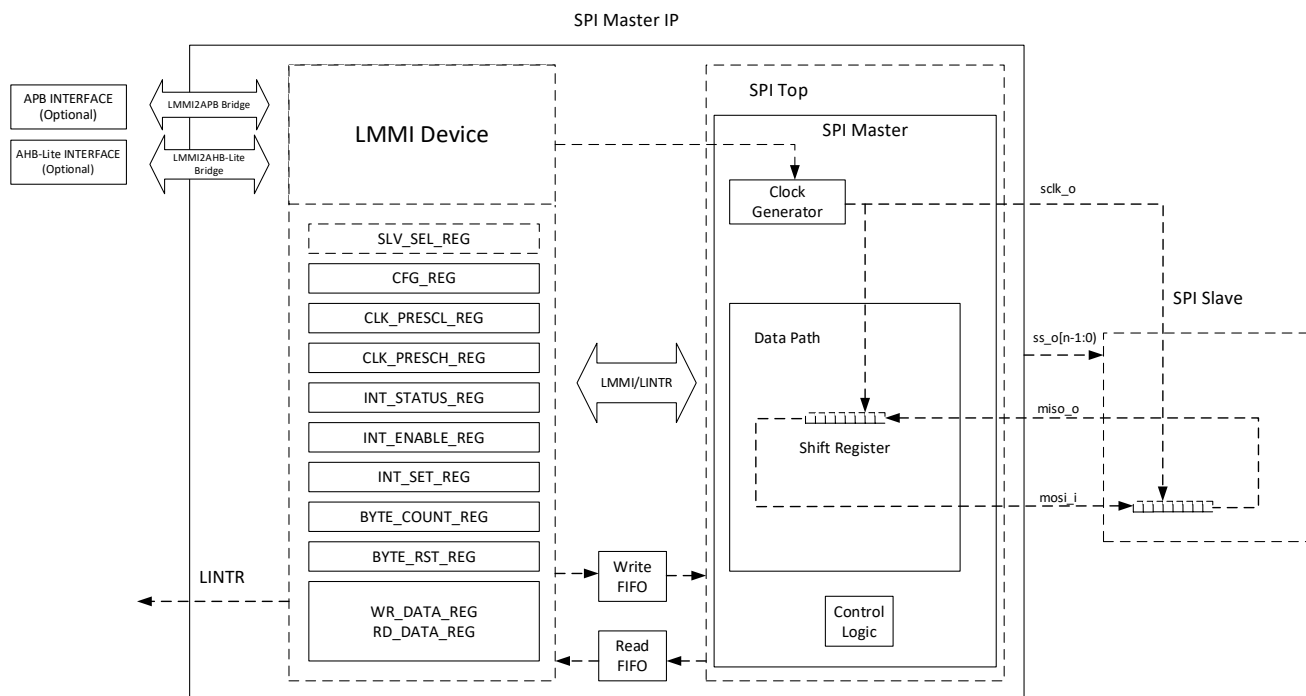 SPI Master IP
APB INTERFACE
(Optional)
LMMI2APB Bridge
AHB-Lite INTERFACE
(Optional)
LMMI2AHB-Lite
Bridge
LMMI Device
SLV_SEL_REG
CFG_REG
CLK_PRESCL_REG
CLK_PRESCH_REG
INT_STATUS_REG
INT_ENABLE_REG
INT_SET_REG
BYTE_COUNT_REG
BYTE_RST_REG
WR_DATA_REG
RD_DATA_REG
LINTR
LMMI/LINTR
Write
FIFO
Read
FIFO
SPI Top
SPI Master
Clock
Generator
Data Path
Shift Register
Control
Logic
sclk_o
SPI Slave
ss_o[n-1:0)
miso_o
mosi_i